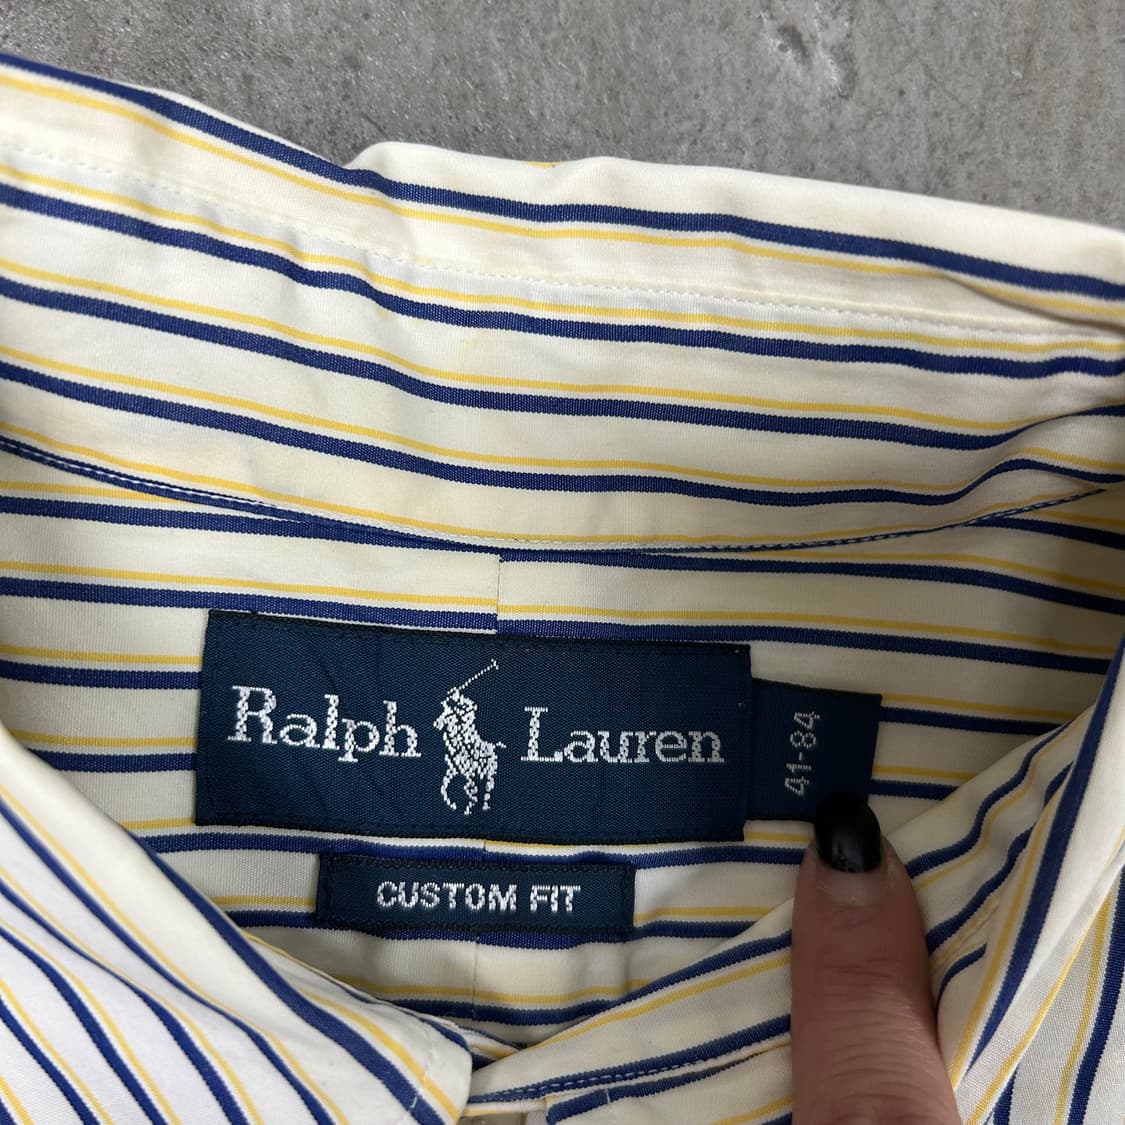 Ralph Lauren
41-84
CUSTOM FIT